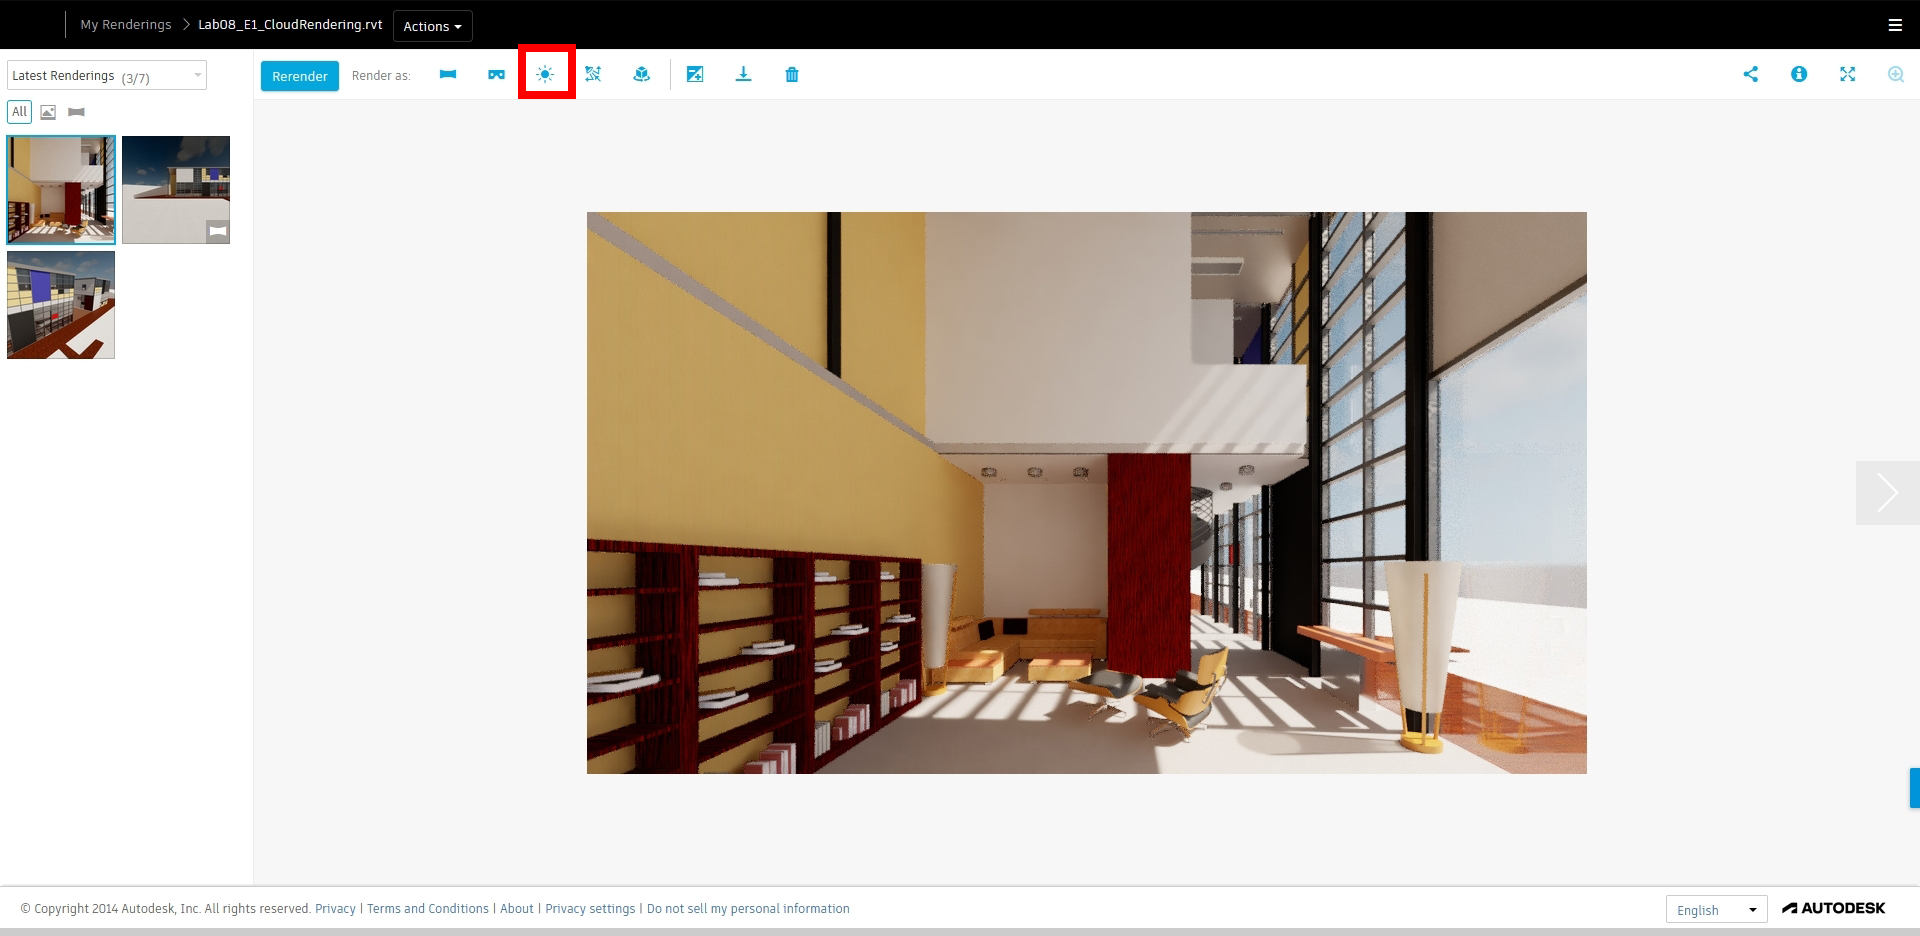 My Renderings > Lab08_E1_CloudRendering.rvt Actions
Latest Renderings (3/7)
Rerender Render as:
All
© Copyright 2014 Autodesk, Inc. All rights reserved. Privacy | Terms and Conditions | About | Privacy settings | Do not sell my personal information
English
AUTODESK